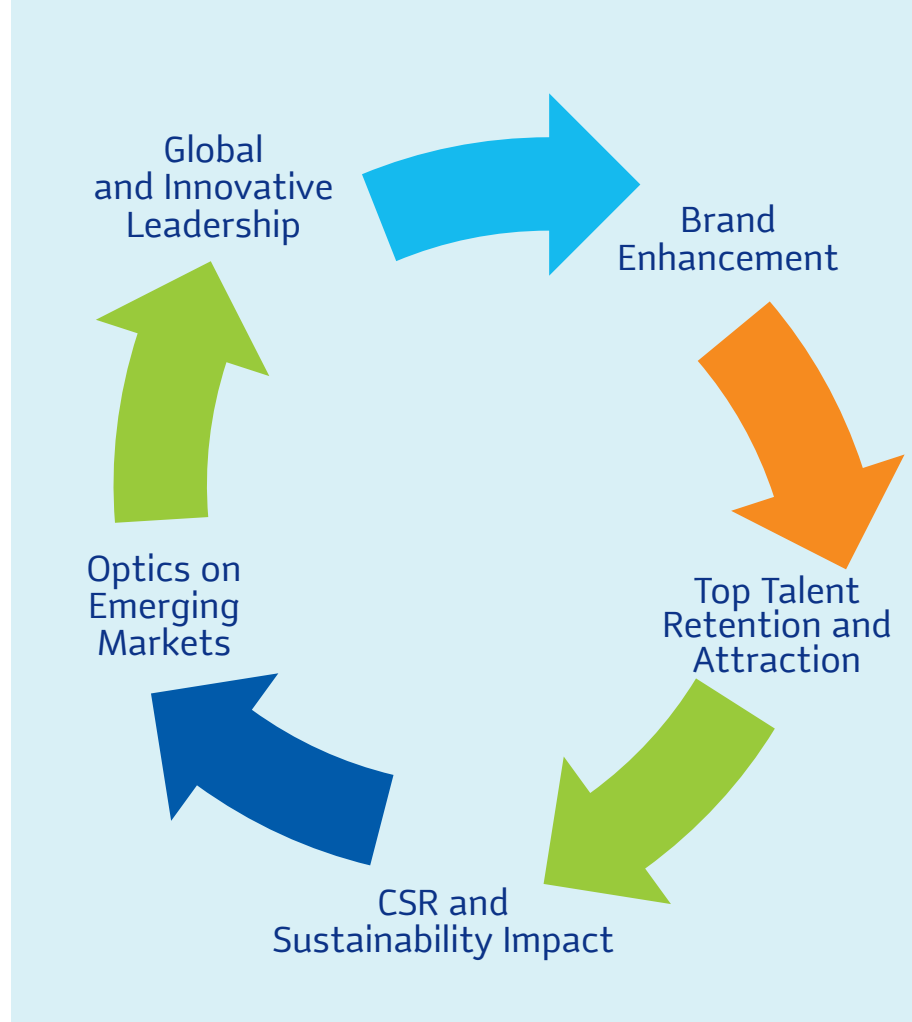 Global
and Innovative
Leadership
Brand
Enhancement
Top Talent
Retention and
Attraction
CSR and
Sustainability Impact
Optics on
Emerging
Markets